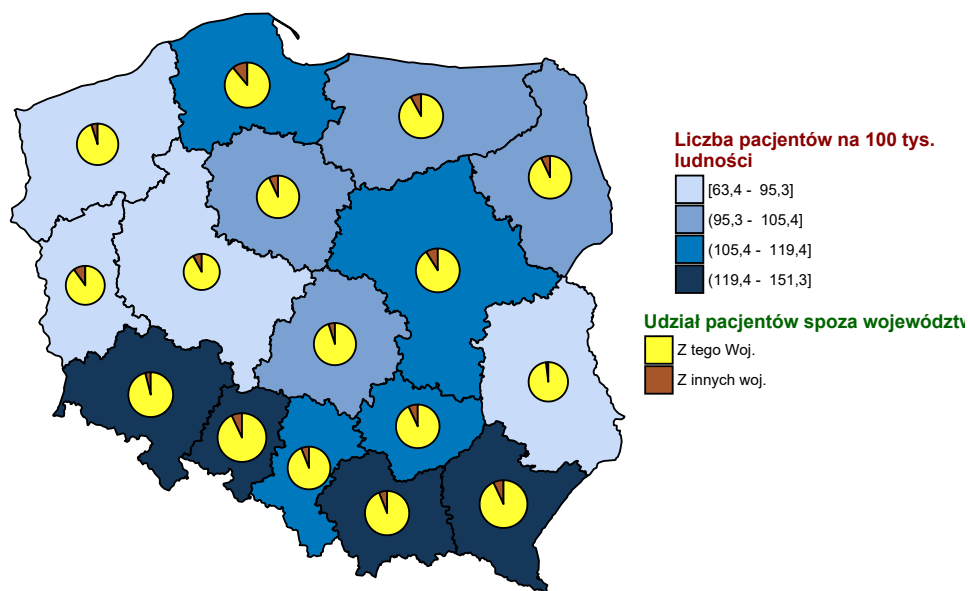 Liczba pacjentów na 100 tys.
ludności
[63,4 - 95,3]
(95,3 - 105,4]
(105,4 - 119,4]
(119,4 - 151,3]
Udział pacjentów spoza województw
Z tego Woj.
Z innych woj.